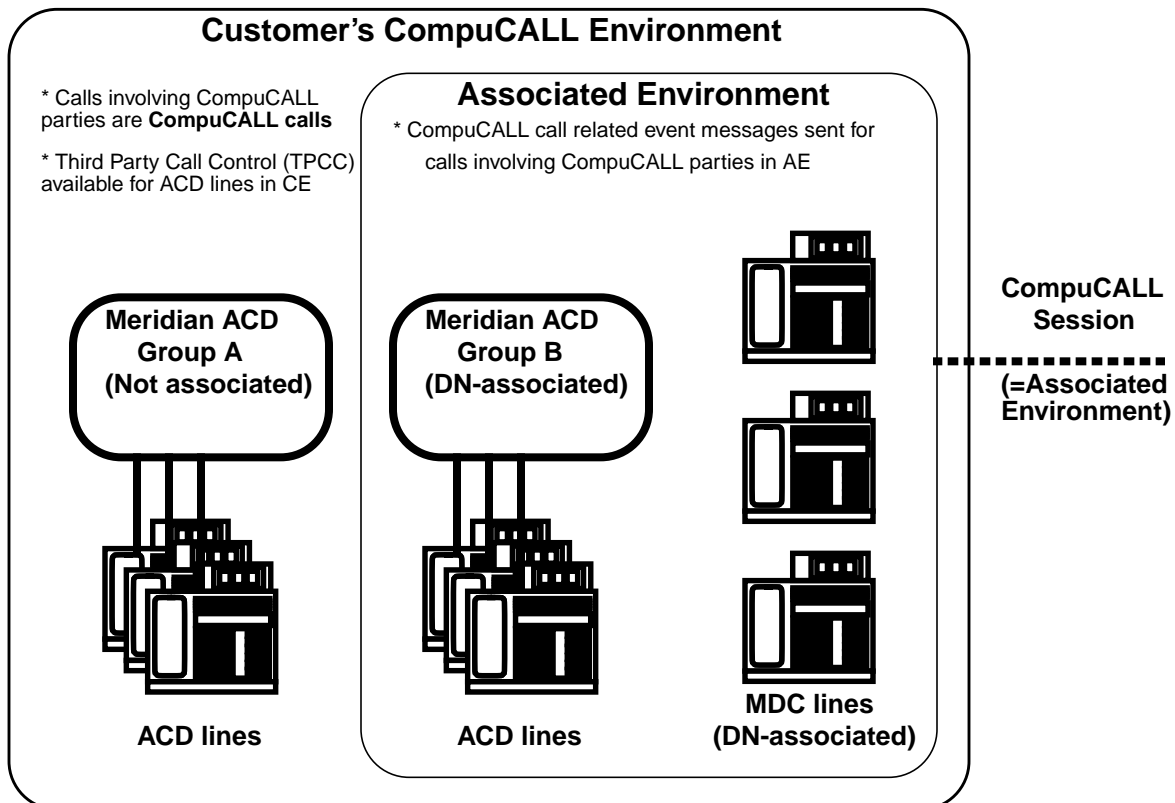 Customer’s CompuCALL Environment
* Calls involving CompuCALL
parties are CompuCALL calls
* Third Party Call Control (TPCC)
available for ACD lines in CE
Associated Environment
* CompuCALL call related event messages sent for
calls involving CompuCALL parties in AE
Meridian ACD
Group A
(Not associated)
Meridian ACD
Group B
(DN-associated)
CompuCALL
Session
(=Associated
Environment)
ACD lines
ACD lines
MDC lines
(DN-associated)